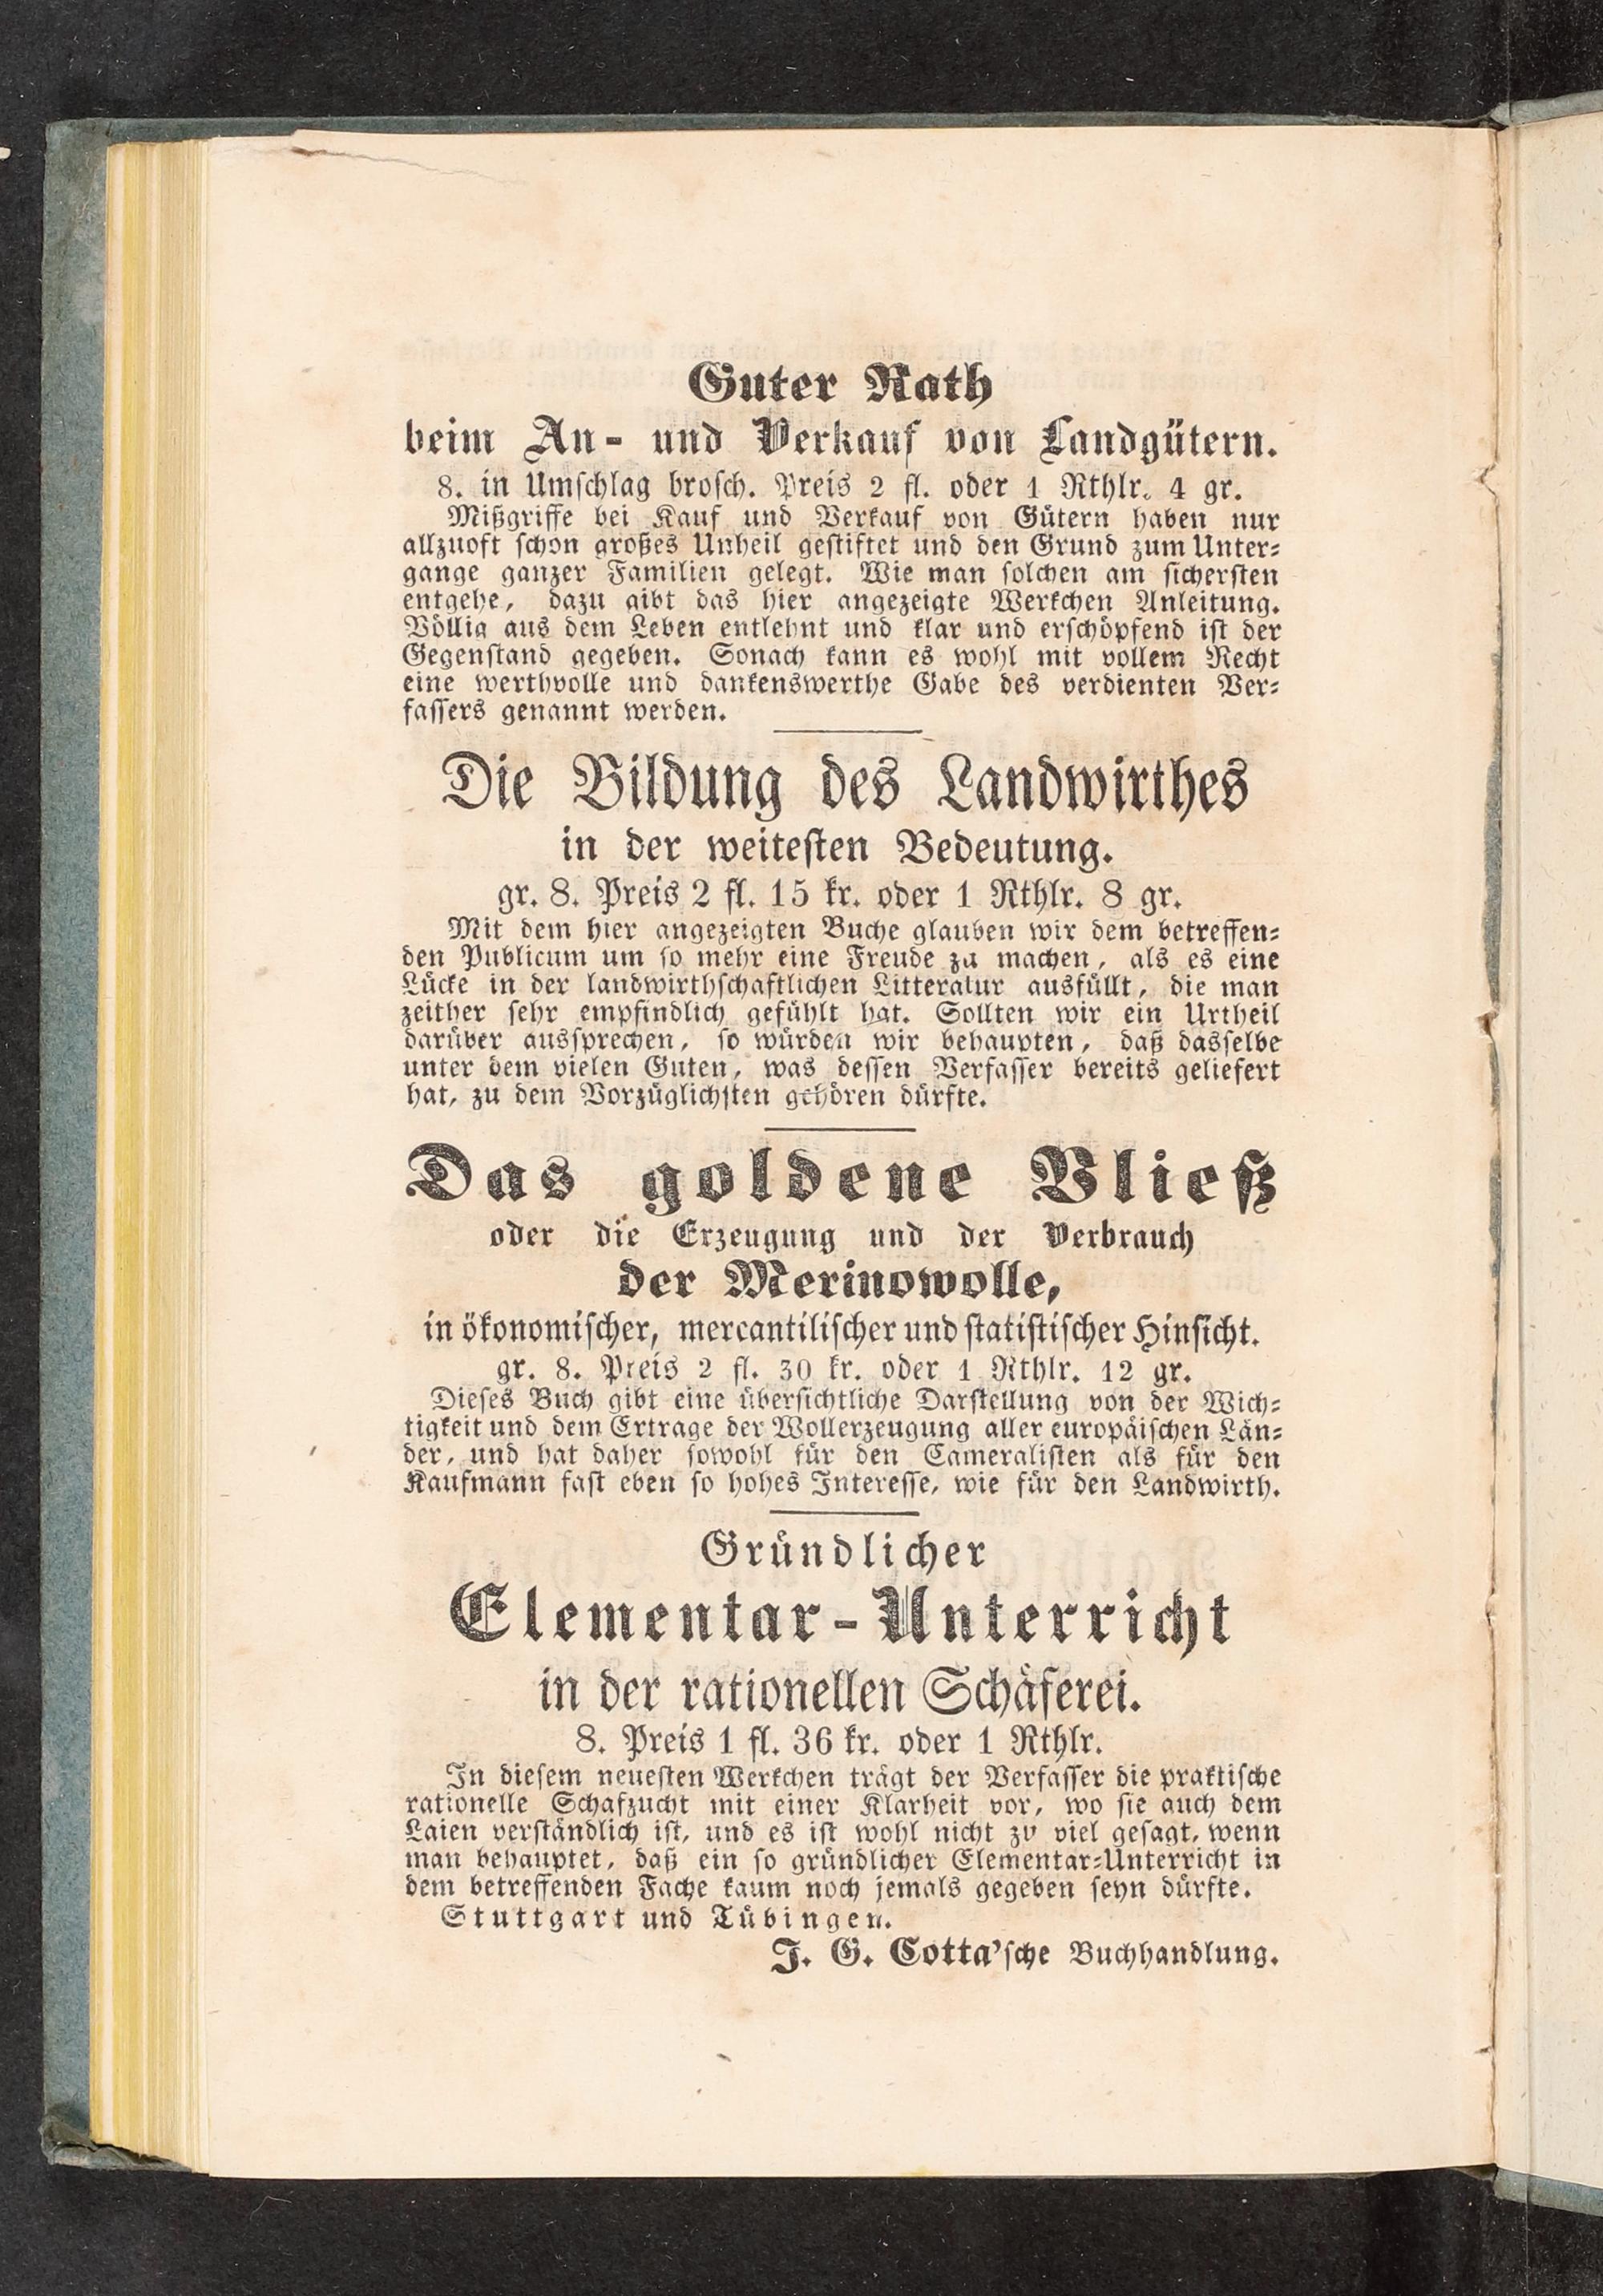 Guter Rath
beim An- und Verkauf von Landgütern.
8. in Umschlag brosch. Preis 2 fl. oder 1 Rthlr. 4 gr.
Mißgriffe bei Kauf und Verkauf von Gütern haben nur
allzuoft schon großes Unheil gestiftet und den Grund zum Unter-
gange ganzer Familien gelegt. Wie man solchen am sichersten
entgehe, dazu gibt das hier angezeigte Werkchen Anleitung.
Völlig aus dem Leben entlehnt und klar und erschöpfend ist der
Gegenstand gegeben. Sonach kann es wohl mit vollem Recht
eine werthvolle und dankenswerthe Gabe des verdienten Ver-
fassers genannt werden.
Die Bildung des Landwirthes
in der weitesten Bedeutung.
gr. 8. Preis 2 fl. 15 kr. oder 1 Rthlr. 8 gr.
Mit dem hier angezeigten Buche glauben wir dem betreffen-
den Publicum um so mehr eine Freude zu machen, als es eine
Lücke in der landwirthschaftlichen Litteratur ausfüllt, die man
zeither sehr empfindlich gefühlt hat. Sollten wir ein Urtheil
darüber aussprechen, so würden wir behaupten, daß dasselbe
unter dem vielen Guten, was dessen Verfasser bereits geliefert
hat, zu dem Vorzüglichsten gehören dürfte.
Das goldene Vließ
oder die Erzeugung und der Verbrauch
der Merinowolle,
in ökonomischer, mercantilischer und statistischer Hinsicht.
gr. 8. Preis 2 fl. 30 kr. oder 1 Rthlr. 12 gr.
Dieses Buch gibt eine übersichtliche Darstellung von der Wich-
tigkeit und dem Ertrage der Wollerzeugung aller europäischen Län-
der, und hat daher sowohl für den Cameralisten als für den
Kaufmann fast eben so hohes Interesse, wie für den Landwirth.
Gründlicher
Elementar-Unterricht
in der rationellen Schäferei.
8. Preis 1 fl. 36 kr. oder 1 Rthlr.
In diesem neuesten Werkchen trägt der Verfasser die praktische
rationelle Schafzucht mit einer Klarheit vor, wo sie auch dem
Laien verständlich ist, und es ist wohl nicht zu viel gesagt, wenn
man behauptet, daß ein so gründlicher Elementar-Unterricht in
dem betreffenden Fache kaum noch jemals gegeben seyn dürfte.
Stuttgart und Tübingen.
J. G. Cotta'sche Buchhandlung.